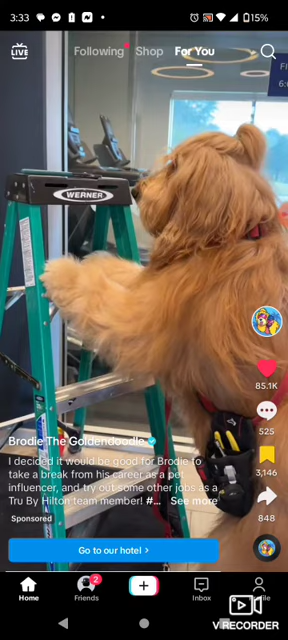 3:33
15%
LIVE
Following
Shop
For You
WERNER
85.1K
525
3,146
848
Brodie The Goldendoodle
I decided it would be good for Brodie to
take a break from his career as a pet
influencer, and try out some other jobs as a
Tru By Hilton team member! #... See more
Sponsored
Go to our hotel >
Home
2
Friends
Inbox
V RECORDER